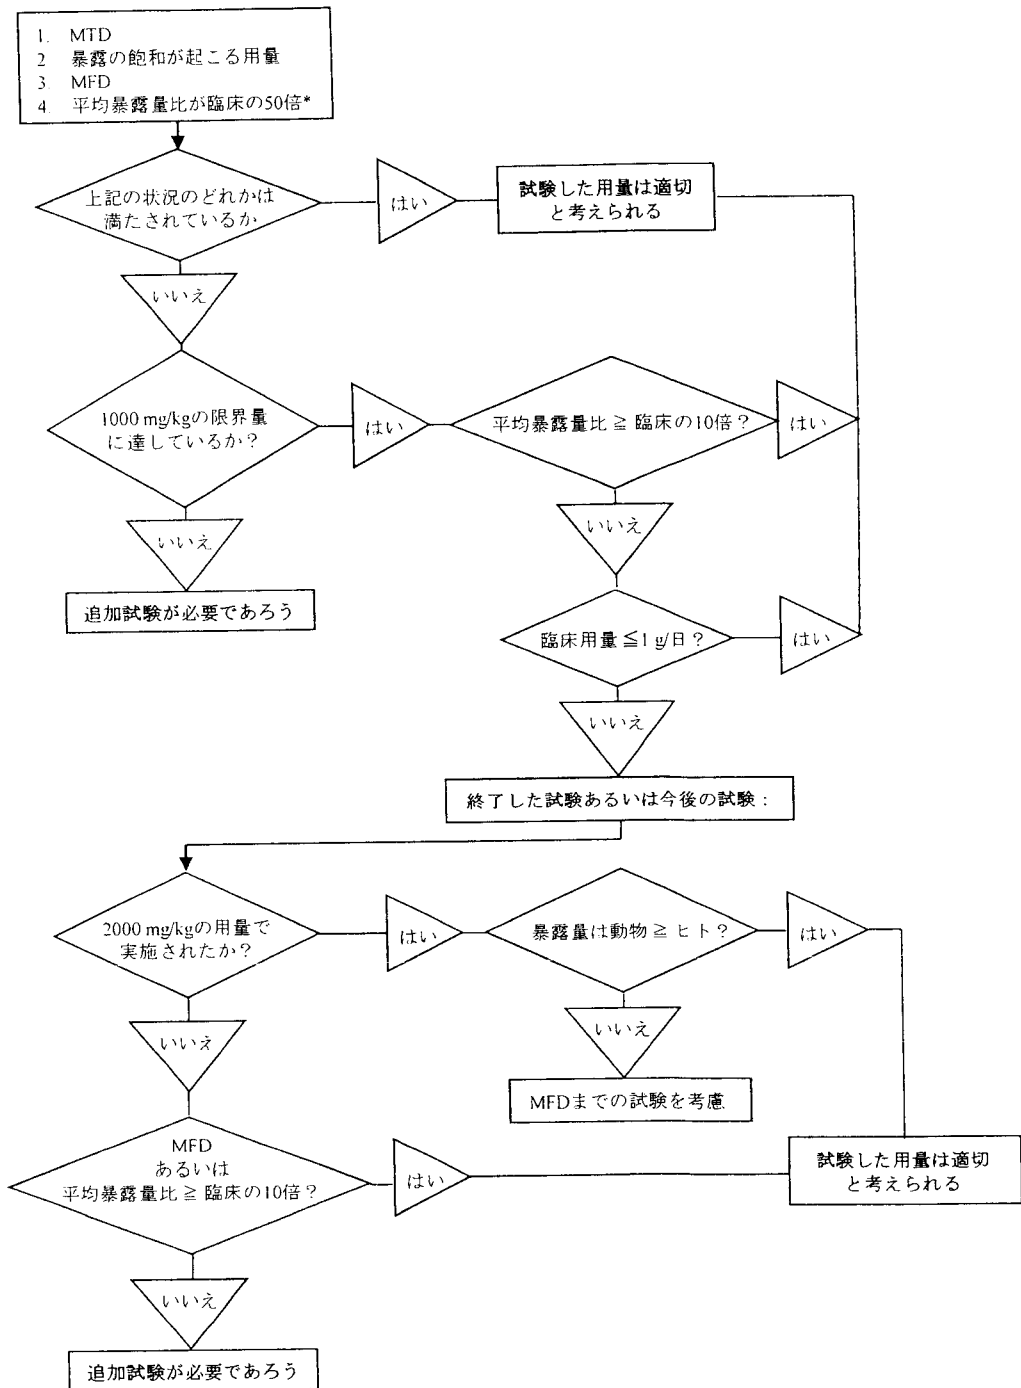 1. MTD
2 暴露の飽和が起こる用量
3. MFD
4. 平均暴露量比が臨床の50倍*
上記の状況のどれかは
満たされているか
はい
試験した用量は適切
と考えられる
いいえ
1000 mg/kgの限界量
に達しているか?
はい
平均暴露量比 ≧ 臨床の10倍?
はい
いいえ
追加試験が必要であろう
いいえ
臨床用量 ≦1 g/日?
はい
いいえ
終了した試験あるいは今後の試験:
2000 mg/kgの用量で
実施されたか?
はい
暴露量は動物 ≧ ヒト?
はい
いいえ
MFDまでの試験を考慮
いいえ
MFD
あるいは
平均暴露量比 ≧ 臨床の10倍?
はい
試験した用量は適切
と考えられる
いいえ
追加試験が必要であろう